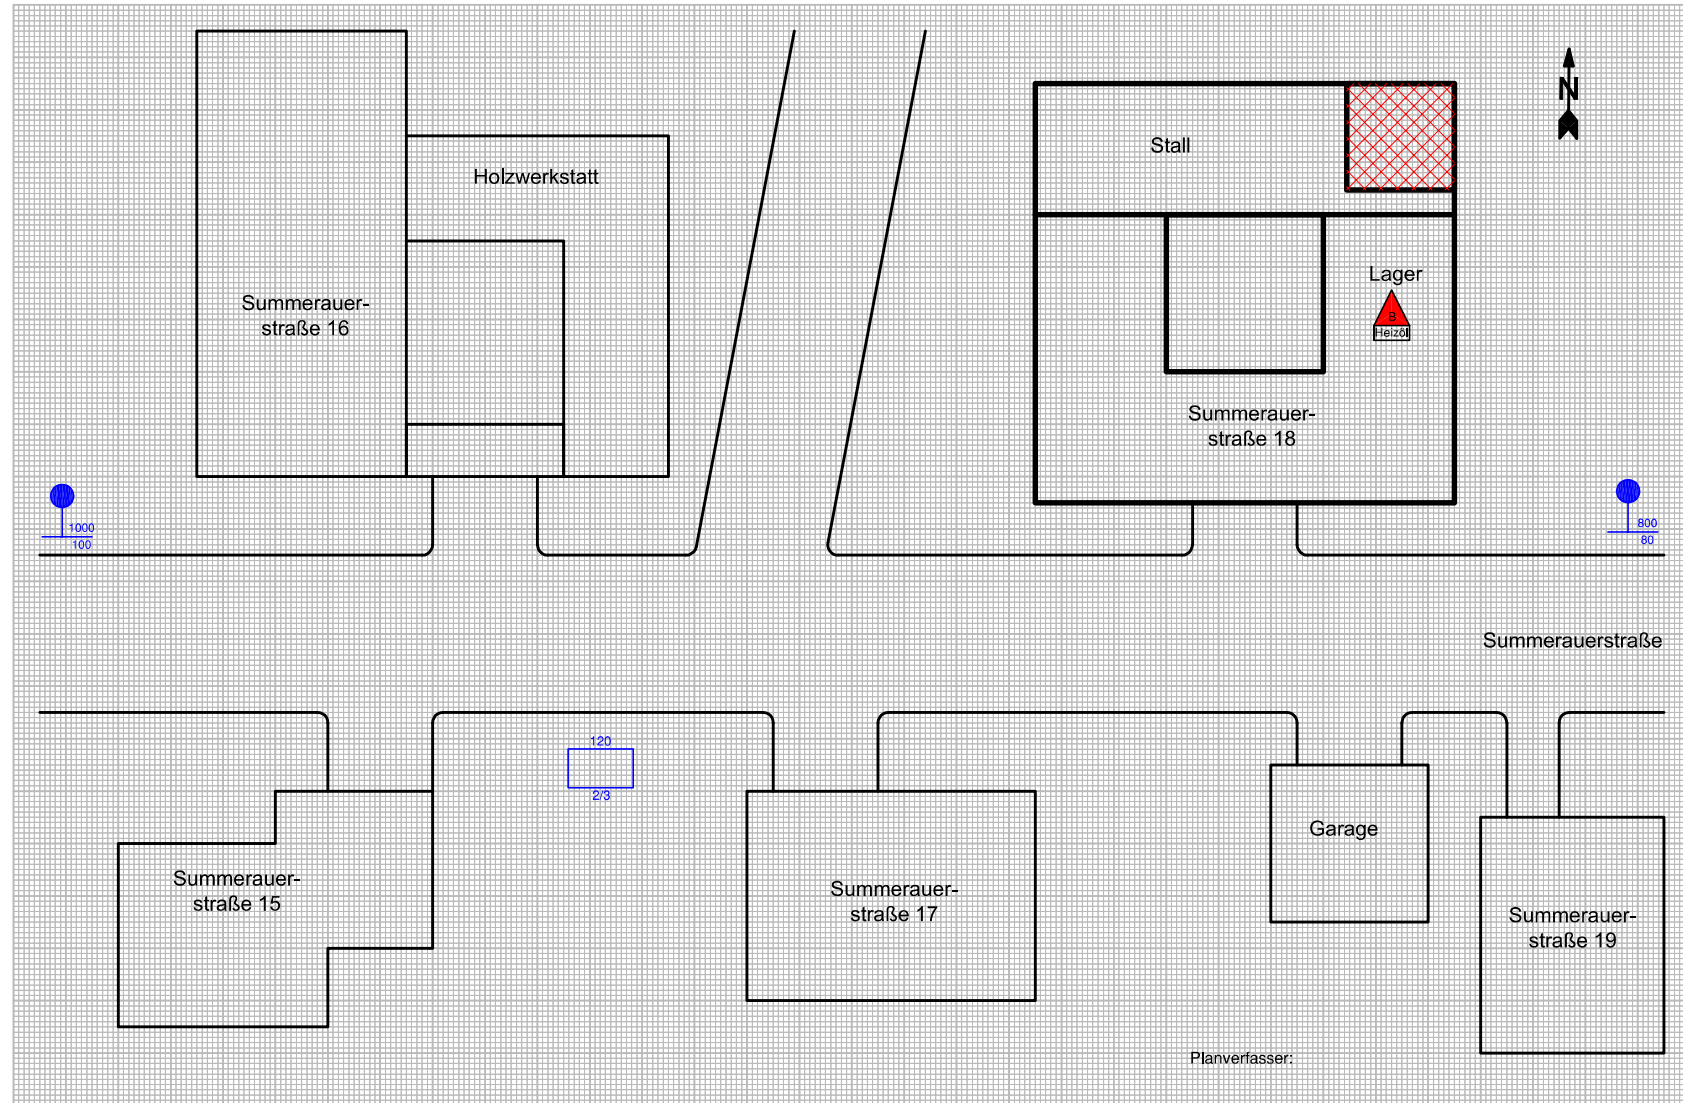 N
Stall
Holzwerkstatt
Lager
B
Heizöl
Summerauer-
straße 16
Summerauer-
straße 18
1000
100
800
80
Summerauerstraße
120
2/3
Garage
Summerauer-
straße 15
Summerauer-
straße 17
Summerauer-
straße 19
Planverfasser: